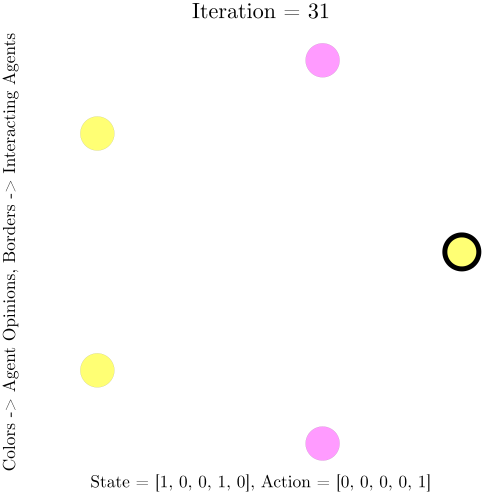 Iteration = 31
Colors -> Agent Opinions, Borders -> Interacting Agents
State = [1, 0, 0, 1, 0], Action = [0, 0, 0, 0, 1]